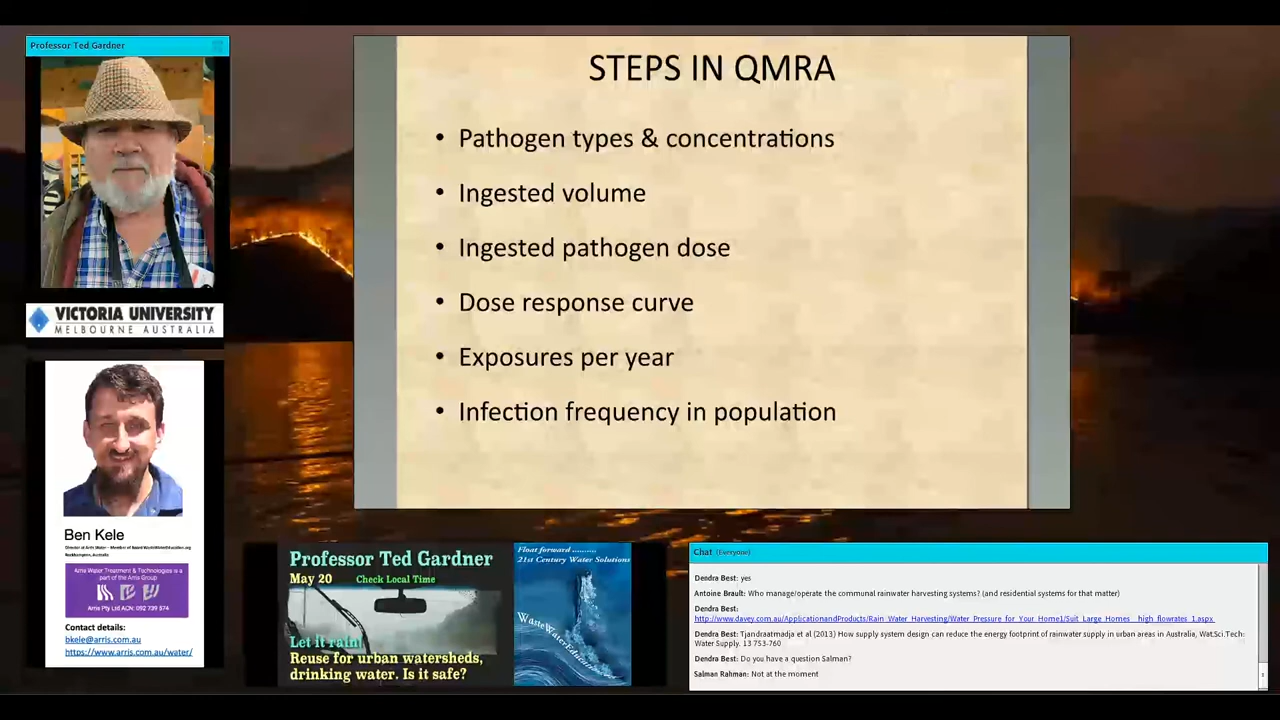 Professor Ted Gardner
VICTORIA UNIVERSITY
MELBOURNE AUSTRALIA
Ben Kele
Director of Arris Water - Member of Board WasteWaterEducation.org
Rockhampton, Australia
Arris Water Treatment & Technologies is a
part of the Arris Group
Arris Pty Ltd ACN: 092 739 574
Contact details:
bkele@arris.com.au
https://www.arris.com.au/water/
STEPS IN QMRA
• Pathogen types & concentrations
• Ingested volume
• Ingested pathogen dose
• Dose response curve
• Exposures per year
• Infection frequency in population
Professor Ted Gardner
May 20 Check Local Time
Let it rain!
Reuse for urban watersheds,
drinking water. Is it safe?
Float forward ..........
21st Century Water Solutions
Chat (Everyone)
Dendra Best: yes
Antoine Brault: Who manage/operate the communal rainwater harvesting systems? (and residential systems for that matter)
Dendra Best:
http://www.davey.com.au/ApplicationandProducts/Rain_Water_Harvesting/Water_Pressure_for_Your_Home1/Suit_Large_Homes__high_flowrates_1.aspx
Dendra Best: Tjandraatmadja et al (2013) How supply system design can reduce the energy footprint of rainwater supply in urban areas in Australia, Wat.Sci.Tech:
Water Supply. 13 753-760
Dendra Best: Do you have a question Salman?
Salman Rahman: Not at the moment